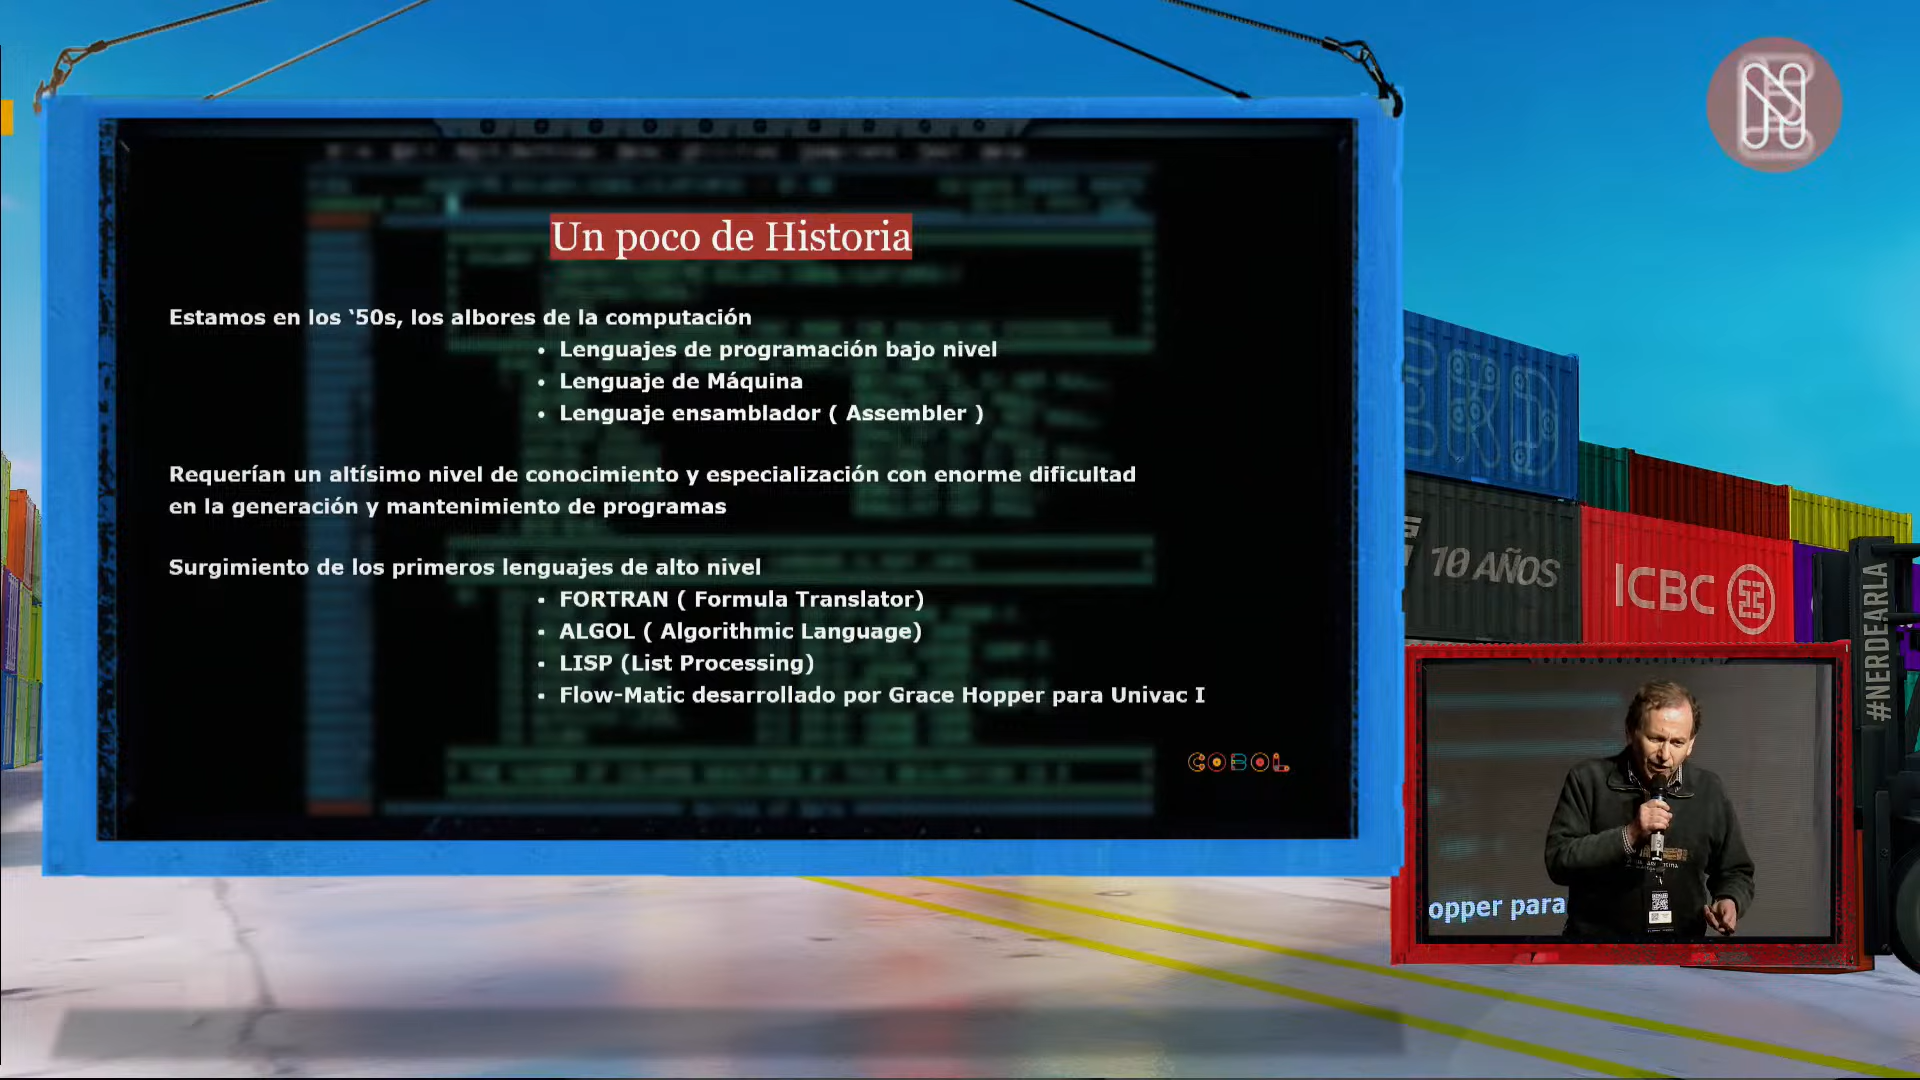 Un poco de Historia
Estamos en los ‘50s, los albores de la computación
• Lenguajes de programación bajo nivel
• Lenguaje de Máquina
• Lenguaje ensamblador ( Assembler )
Requerían un altísimo nivel de conocimiento y especialización con enorme dificultad
en la generación y mantenimiento de programas
Surgimiento de los primeros lenguajes de alto nivel
• FORTRAN ( Formula Translator)
• ALGOL ( Algorithmic Language)
• LISP (List Processing)
• Flow-Matic desarrollado por Grace Hopper para Univac I
COBOL
10 AÑOS
ICBC
#NERDEARLA
opper para